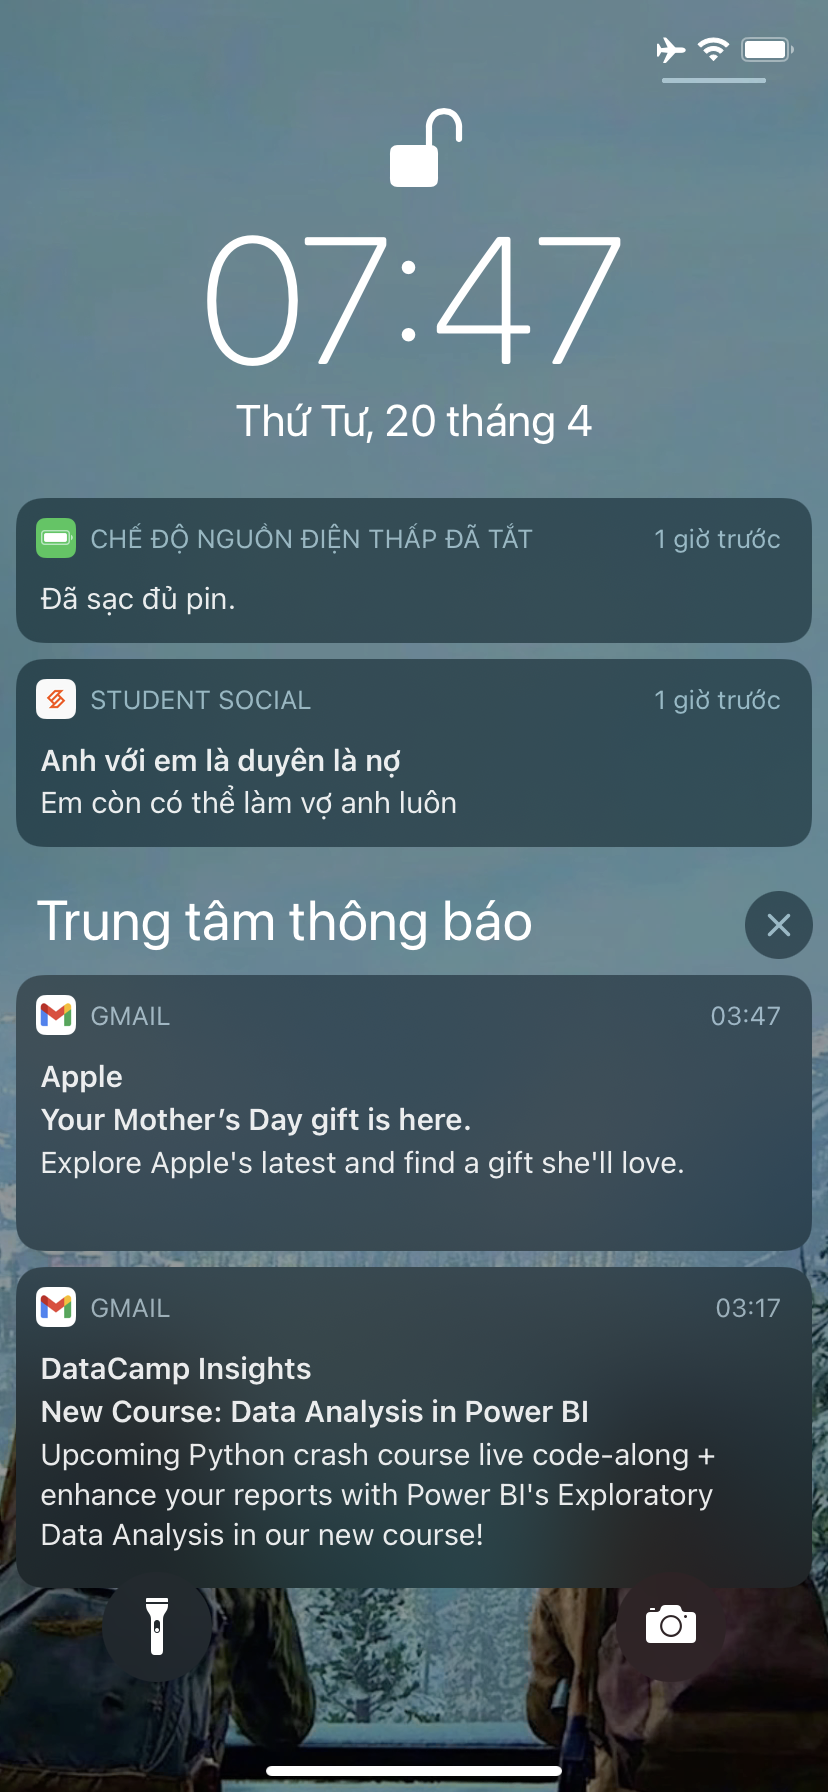 07:47
Thứ Tư, 20 tháng 4
CHẾ ĐỘ NGUỒN ĐIỆN THẤP ĐÃ TẮT
1 giờ trước
Đã sạc đủ pin.
STUDENT SOCIAL
1 giờ trước
Anh với em là duyên là nợ
Em còn có thể làm vợ anh luôn
Trung tâm thông báo
GMAIL
03:47
Apple
Your Mother’s Day gift is here.
Explore Apple's latest and find a gift she'll love.
GMAIL
03:17
DataCamp Insights
New Course: Data Analysis in Power BI
Upcoming Python crash course live code-along +
enhance your reports with Power BI's Exploratory
Data Analysis in our new course!